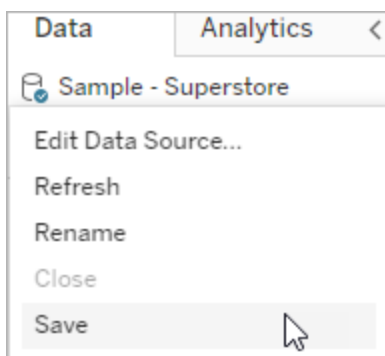 Data Analytics
Sample - Superstore
Edit Data Source...
Refresh
Rename
Close
Save